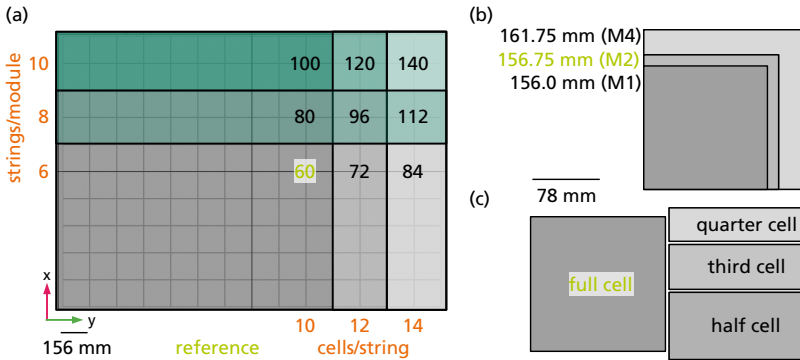 (a)
strings/module
10
8
6
100 120 140
80 96 112
60 72 84
x
y
156 mm
10 12 14
reference
cells/string
(b)
161.75 mm (M4)
156.75 mm (M2)
156.0 mm (M1)
78 mm
(c)
full cell
quarter cell
third cell
half cell